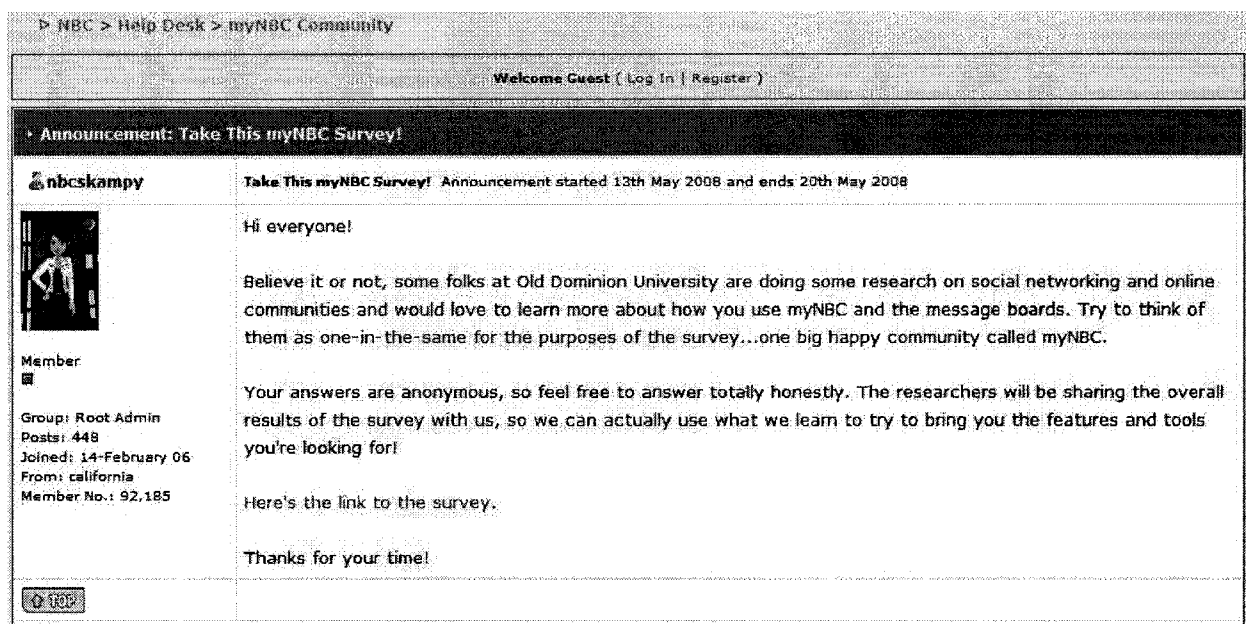 NBC > Help Desk > myNBC Community
Welcome Guest ( Log In | Register )
Announcement: Take This myNBC Survey!
nbcskampy
Take This myNBC Survey! Announcement started 13th May 2008 and ends 20th May 2008
Member
Group: Root Admin
Posts: 448
Joined: 14-February 06
From: california
Member No.: 92,185
Hi everyone!
Believe it or not, some folks at Old Dominion University are doing some research on social networking and online
communities and would love to learn more about how you use myNBC and the message boards. Try to think of
them as one-in-the-same for the purposes of the survey...one big happy community called myNBC.
Your answers are anonymous, so feel free to answer totally honestly. The researchers will be sharing the overall
results of the survey with us, so we can actually use what we learn to try to bring you the features and tools
you're looking for!
Here's the link to the survey.
Thanks for your time!
TOP